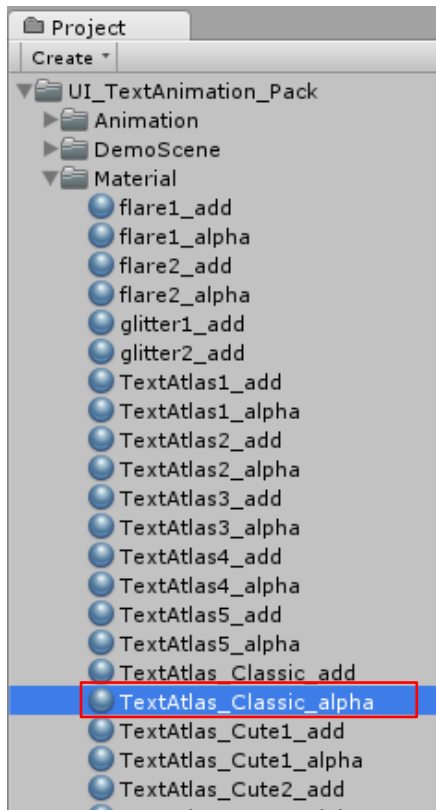 Project
Create
UI_TextAnimation_Pack
Animation
DemoScene
Material
flare1_add
flare1_alpha
flare2_add
flare2_alpha
glitter1_add
glitter2_add
TextAtlas1_add
TextAtlas1_alpha
TextAtlas2_add
TextAtlas2_alpha
TextAtlas3_add
TextAtlas3_alpha
TextAtlas4_add
TextAtlas4_alpha
TextAtlas5_add
TextAtlas5_alpha
TextAtlas_Classic_add
TextAtlas_Classic_alpha
TextAtlas_Cute1_add
TextAtlas_Cute1_alpha
TextAtlas_Cute2_add